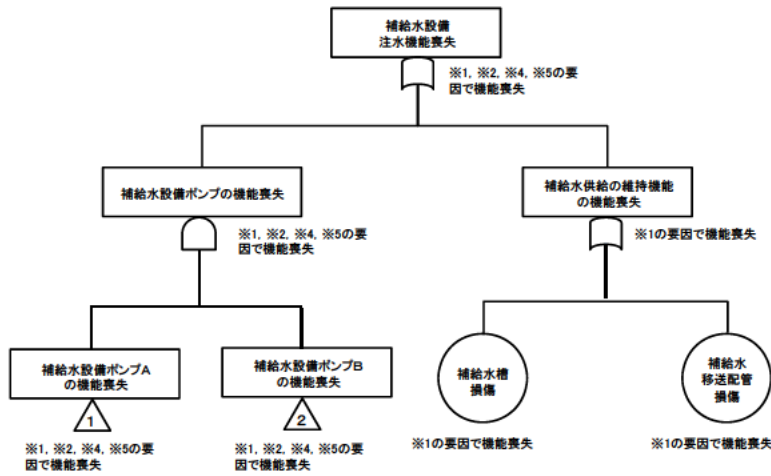 補給水設備
注水機能喪失
※1, ※2, ※4, ※5の要
因で機能喪失
補給水設備ポンプの機能喪失
※1, ※2, ※4, ※5の要
因で機能喪失
補給水供給の維持機能
の機能喪失
※1の要因で機能喪失
補給水設備ポンプA
の機能喪失
1
※1, ※2, ※4, ※5の要
因で機能喪失
補給水設備ポンプB
の機能喪失
2
※1, ※2, ※4, ※5の要
因で機能喪失
補給水槽
損傷
※1の要因で機能喪失
補給水
移送配管
損傷
※1の要因で機能喪失